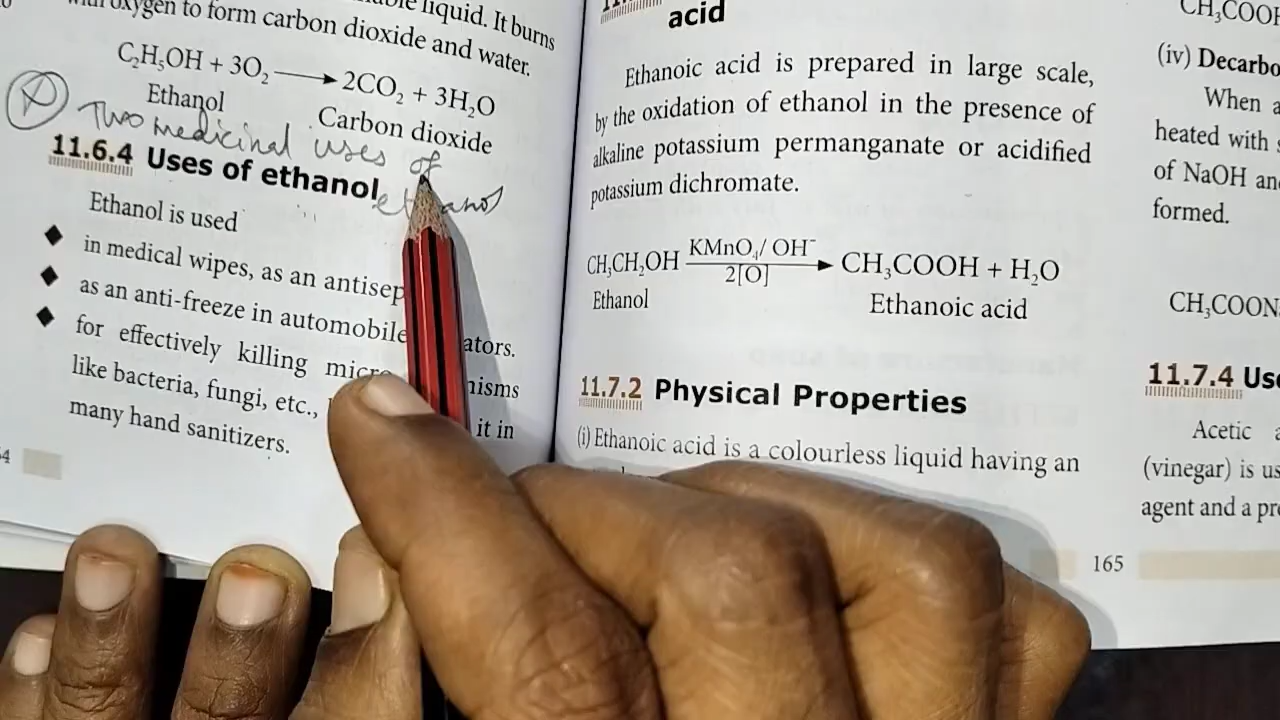 liquid. It burns
oxygen to form carbon dioxide and water.
C₂H₅OH + 3O₂ ⟶ 2CO₂ + 3H₂O
Ethanol
Carbon dioxide
Two medicinal uses of
ethanol
11.6.4 Uses of ethanol
Ethanol is used
◆ in medical wipes, as an antisep
◆ as an anti-freeze in automobile ators.
◆ for effectively killing micro nisms
like bacteria, fungi, etc., it in
many hand sanitizers.
acid
Ethanoic acid is prepared in large scale,
by the oxidation of ethanol in the presence of
alkaline potassium permanganate or acidified
potassium dichromate.
CH₃CH₂OH KMnO₄/ OH⁻ 2[O] ⟶ CH₃COOH + H₂O
Ethanol Ethanoic acid
11.7.2 Physical Properties
(i) Ethanoic acid is a colourless liquid having an
165
CH₃COOH
(iv) Decarbo
When a
heated with s
of NaOH an
formed.
CH₃COON
11.7.4 Use
Acetic a
(vinegar) is us
agent and a pr